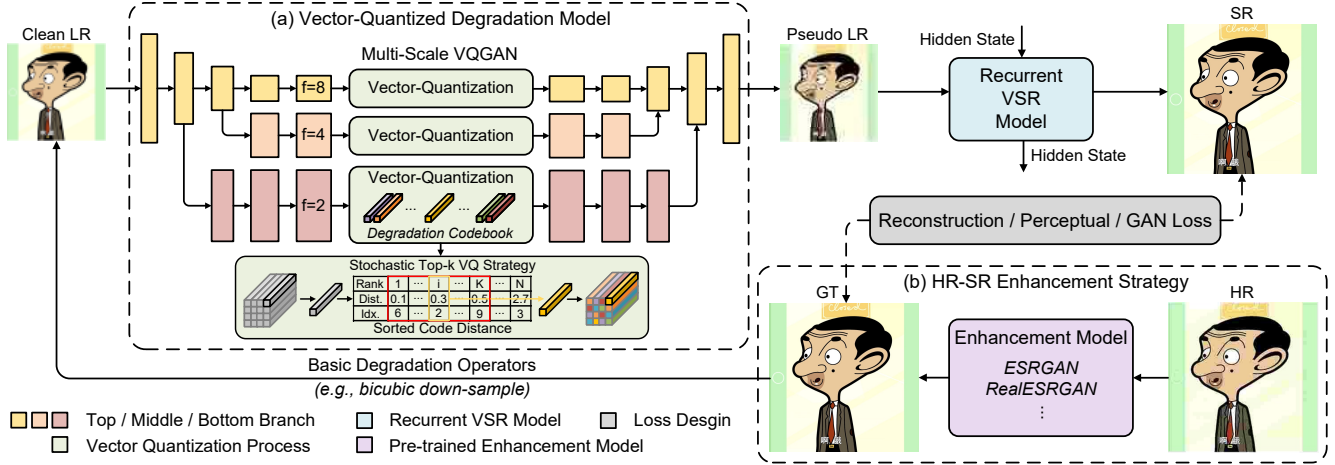 (a) Vector-Quantized Degradation Model
Clean LR
Multi-Scale VQGAN
f=8
Vector-Quantization
f=4
Vector-Quantization
f=2
Vector-Quantization
... ...
Degradation Codebook
Stochastic Top-k VQ Strategy
Rank 1 ... i ... K ... N
Dist. 0.1 ... 0.3 ... 0.5 ... 2.7
Idx. 6 ... 2 ... 9 ... 3
Sorted Code Distance
Pseudo LR
Hidden State
Recurrent
VSR
Model
Hidden State
SR
Reconstruction / Perceptual / GAN Loss
(b) HR-SR Enhancement Strategy
GT
Enhancement Model
ESRGAN
RealESRGAN
⋮
HR
Basic Degradation Operators
(e.g., bicubic down-sample)
Top / Middle / Bottom Branch
Recurrent VSR Model
Loss Desgin
Vector Quantization Process
Pre-trained Enhancement Model